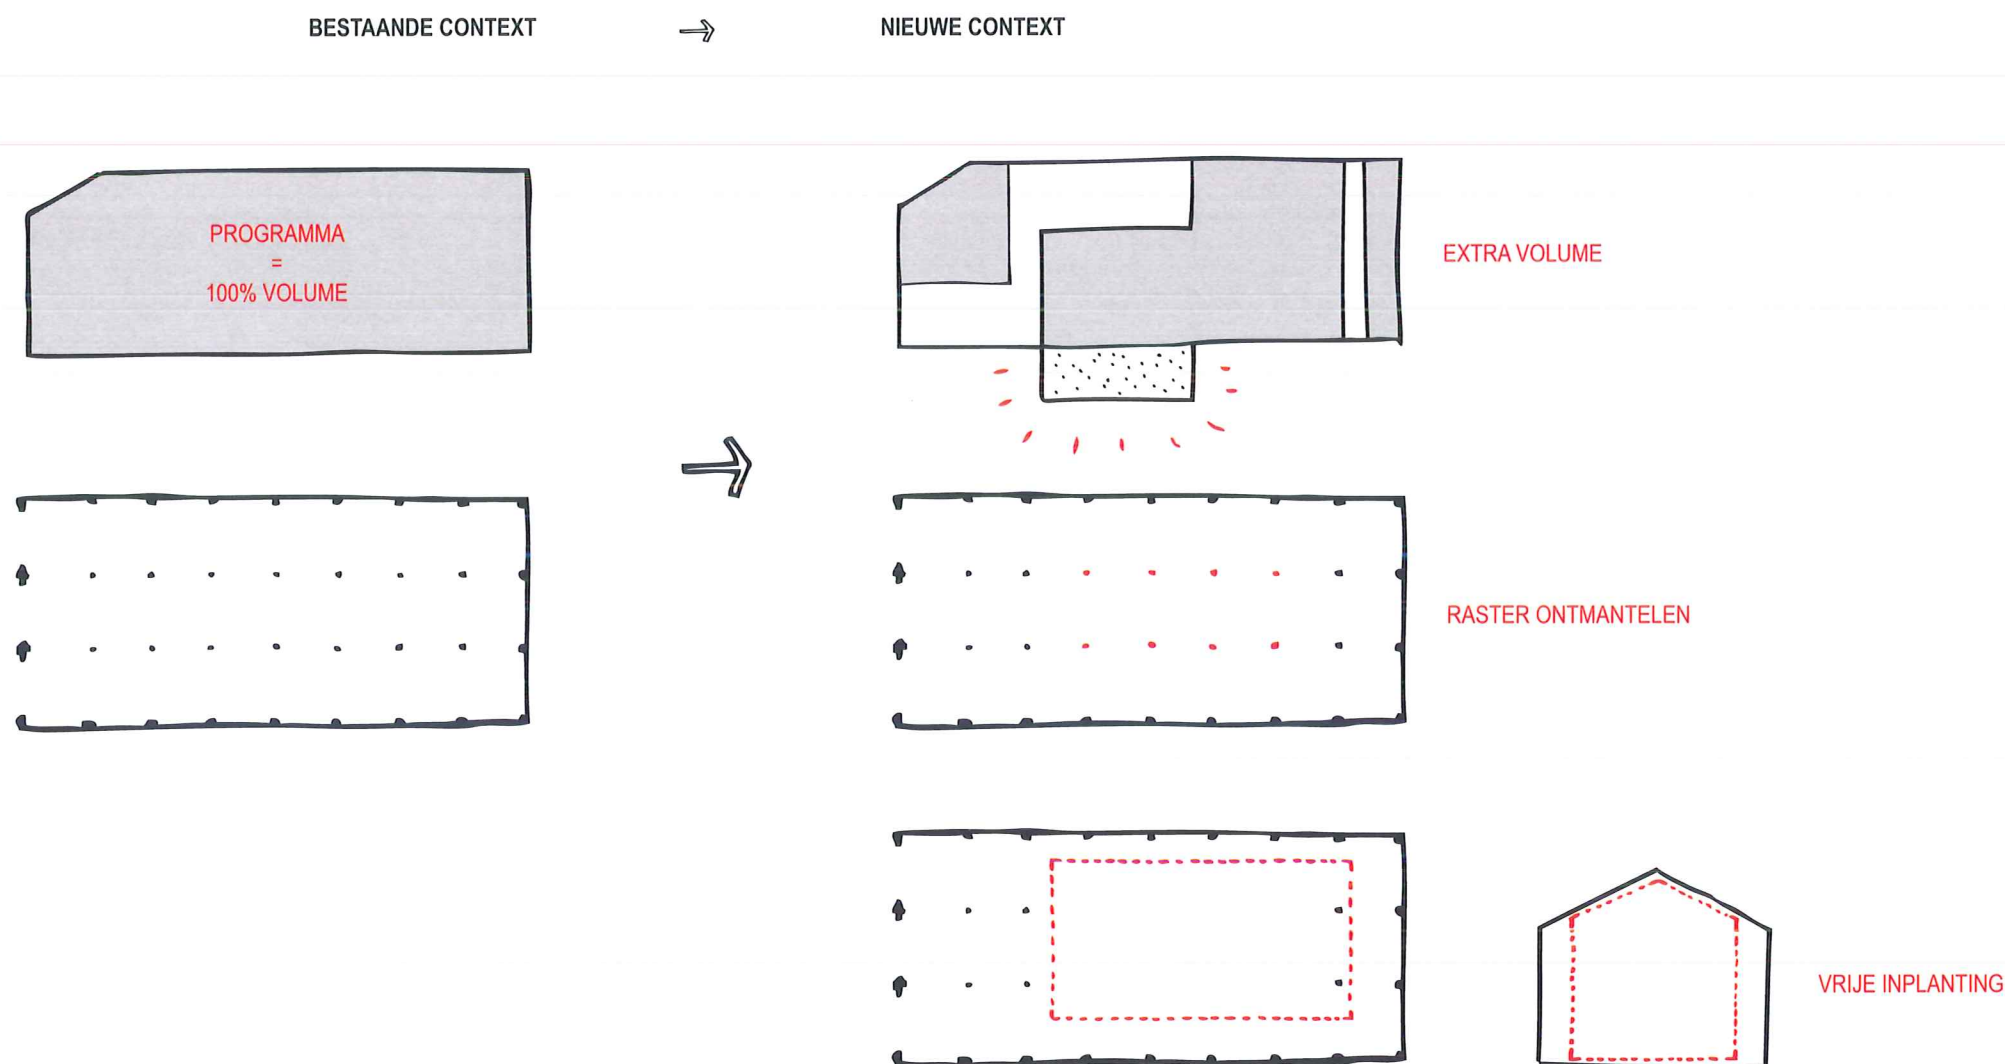 BESTAANDE CONTEXT
NIEUWE CONTEXT
PROGRAMMA
=
100% VOLUME
EXTRA VOLUME
RASTER ONTMANTELEN
VRIJE INPLANTING